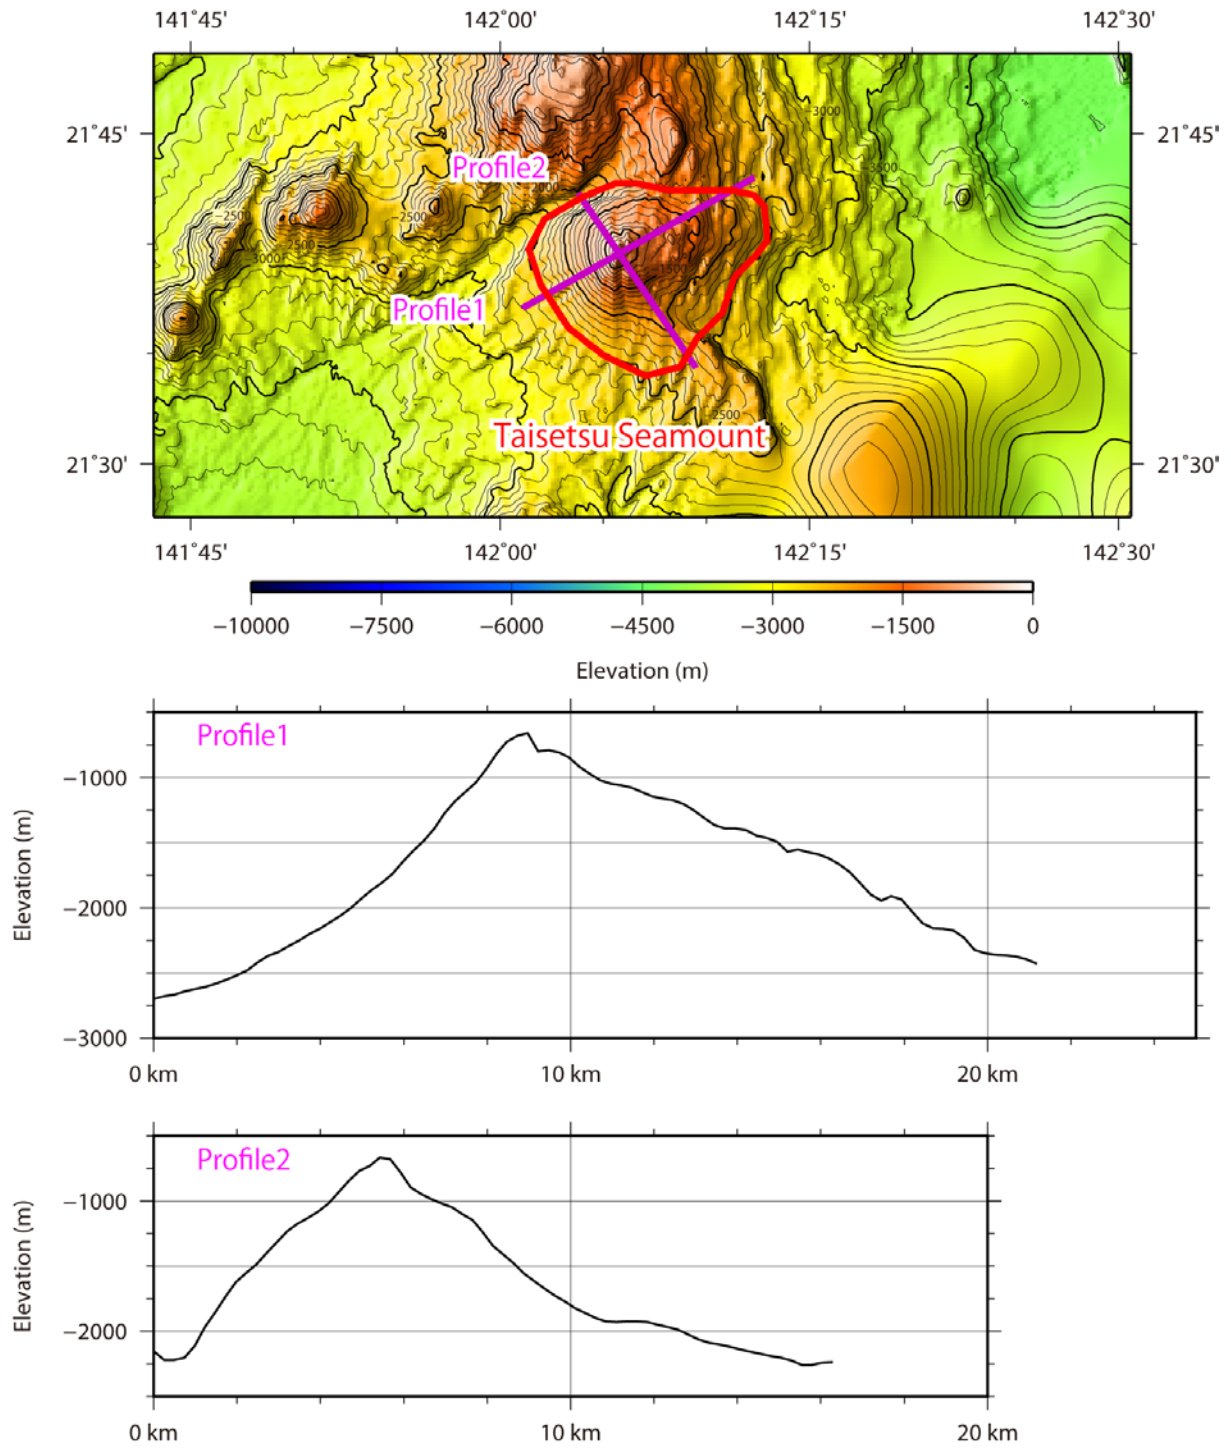 141˚45' 142˚00' 142˚15' 142˚30'
21˚45' 21˚45'
−3000
−3500
Profile2
2000
−2500
−2500
−2500
3000
−1500
Profile1
−2500
Taisetsu Seamount
21˚30' 21˚30'
141˚45' 142˚00' 142˚15' 142˚30'
−10000 −7500 −6000 −4500 −3000 −1500 0
Elevation (m)
Profile1
−1000
−2000
−3000
Elevation (m)
0 km 10 km 20 km
Profile2
−1000
−2000
Elevation (m)
0 km 10 km 20 km